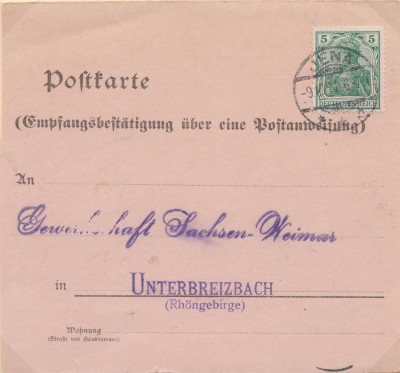 5 5
DEUTSCHES REICH
JENA
Postkarte
(Empfangsbestätigung über eine Postanweisung)
An
Gewerkschaft Sachsen-Weimar
in UNTERBREIZBACH
(Rhöngebirge)
Wohnung
(Straße und Hausnummer)